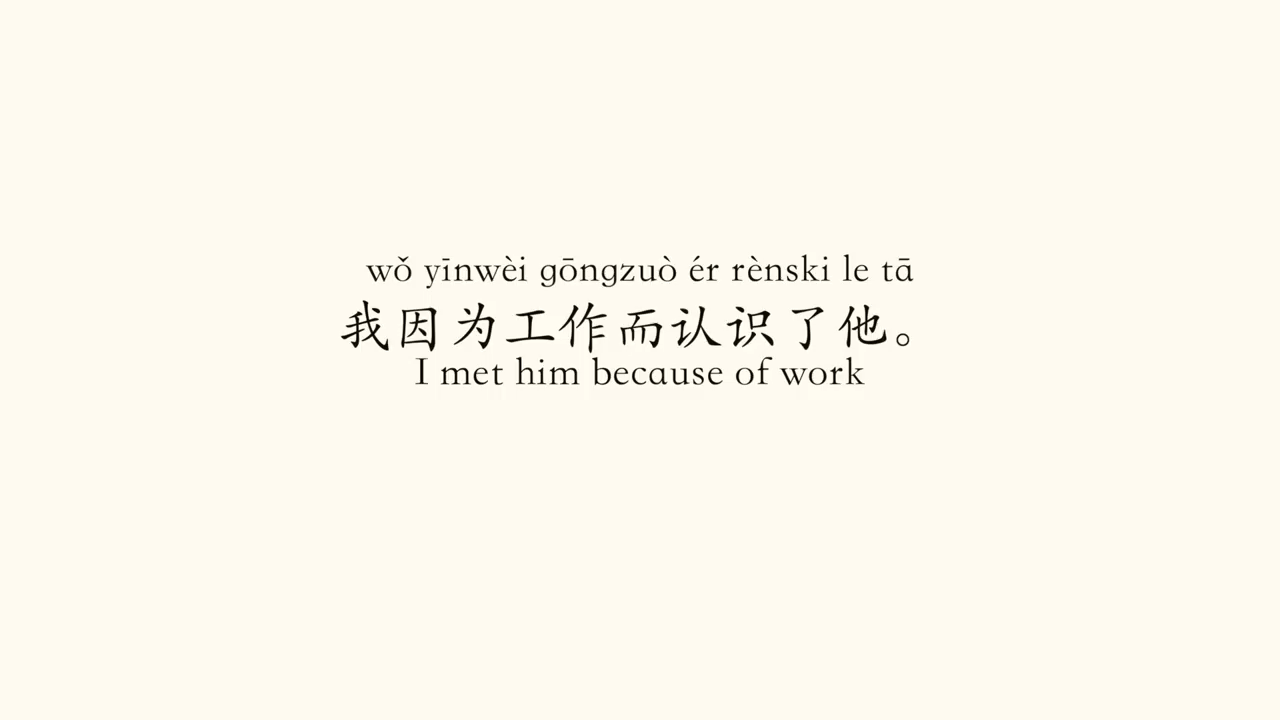 wǒ yīnwèi gōngzuò ér rènski le tā
我因为工作而认识了他。
I met him because of work